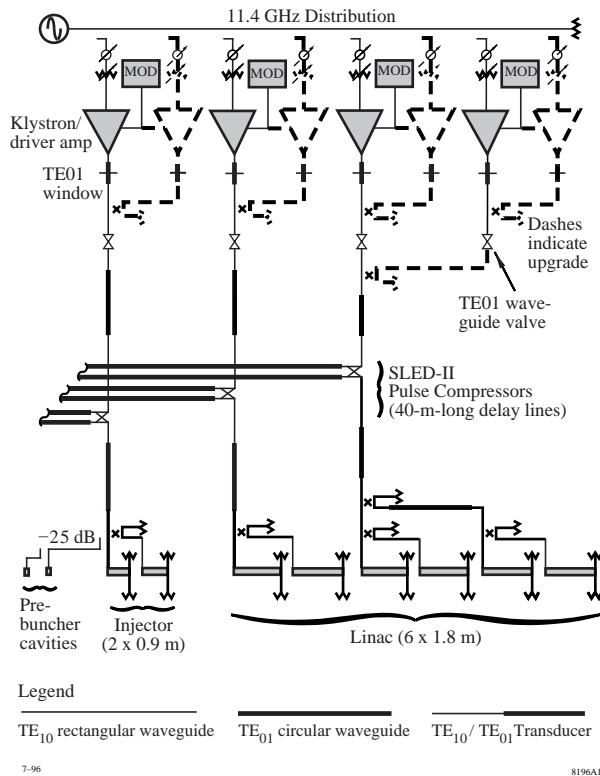 11.4 GHz Distribution
MOD
MOD
MOD
MOD
Klystron/
driver amp
TE01
window
Dashes
indicate
upgrade
TE01 wave-
guide valve
SLED-II
Pulse Compressors
(40-m-long delay lines)
−25 dB
Pre-
buncher
cavities
Injector
(2 x 0.9 m)
Linac (6 x 1.8 m)
Legend
TE10 rectangular waveguide
TE01 circular waveguide
TE10/ TE01Transducer
7–96
8196A1